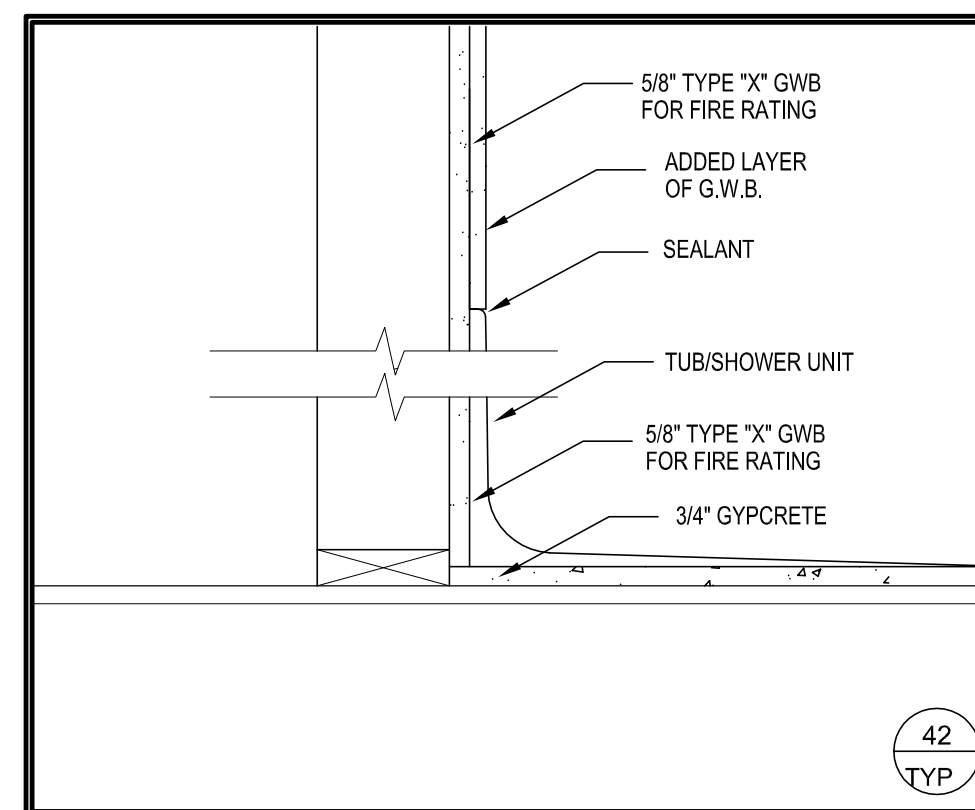 5/8" TYPE "X" GWB
FOR FIRE RATING
ADDED LAYER
OF G.W.B.
SEALANT
TUB/SHOWER UNIT
5/8" TYPE "X" GWB
FOR FIRE RATING
3/4" GYPCRETE
42
TYP